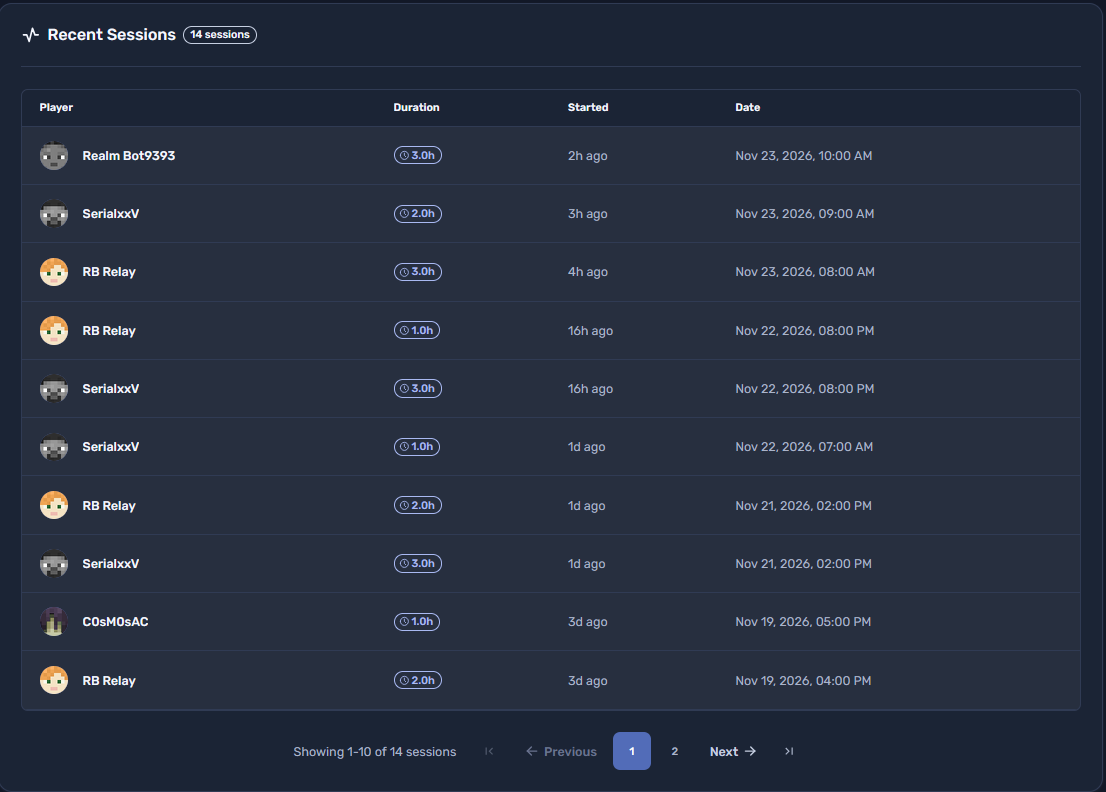 Recent Sessions 14 sessions
Player Duration Started Date
Realm Bot9393 3.0h 2h ago Nov 23, 2026, 10:00 AM
SerialxxV 2.0h 3h ago Nov 23, 2026, 09:00 AM
RB Relay 3.0h 4h ago Nov 23, 2026, 08:00 AM
RB Relay 1.0h 16h ago Nov 22, 2026, 08:00 PM
SerialxxV 3.0h 16h ago Nov 22, 2026, 08:00 PM
SerialxxV 1.0h 1d ago Nov 22, 2026, 07:00 AM
RB Relay 2.0h 1d ago Nov 21, 2026, 02:00 PM
SerialxxV 3.0h 1d ago Nov 21, 2026, 02:00 PM
C0sM0sAC 1.0h 3d ago Nov 19, 2026, 05:00 PM
RB Relay 2.0h 3d ago Nov 19, 2026, 04:00 PM
Showing 1-10 of 14 sessions Previous 1 2 Next